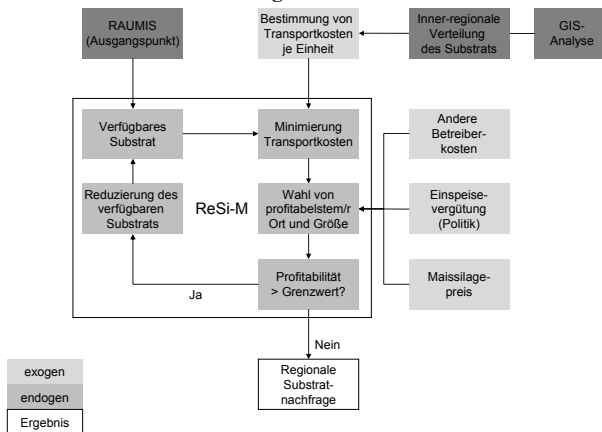 RAUMIS
(Ausgangspunkt)
Bestimmung von
Transportkosten
je Einheit
Inner-regionale
Verteilung
des Substrats
GIS-
Analyse
Verfügbares
Substrat
Minimierung
Transportkosten
Andere
Betreiber-
kosten
Reduzierung des
verfügbaren
Substrats
ReSi-M
Wahl von
profitabelstem/r
Ort und Größe
Einspeise-
vergütung
(Politik)
Profitabilität
> Grenzwert?
Maissilage-
preis
Ja
Nein
Regionale
Substrat-
nachfrage
exogen
endogen
Ergebnis